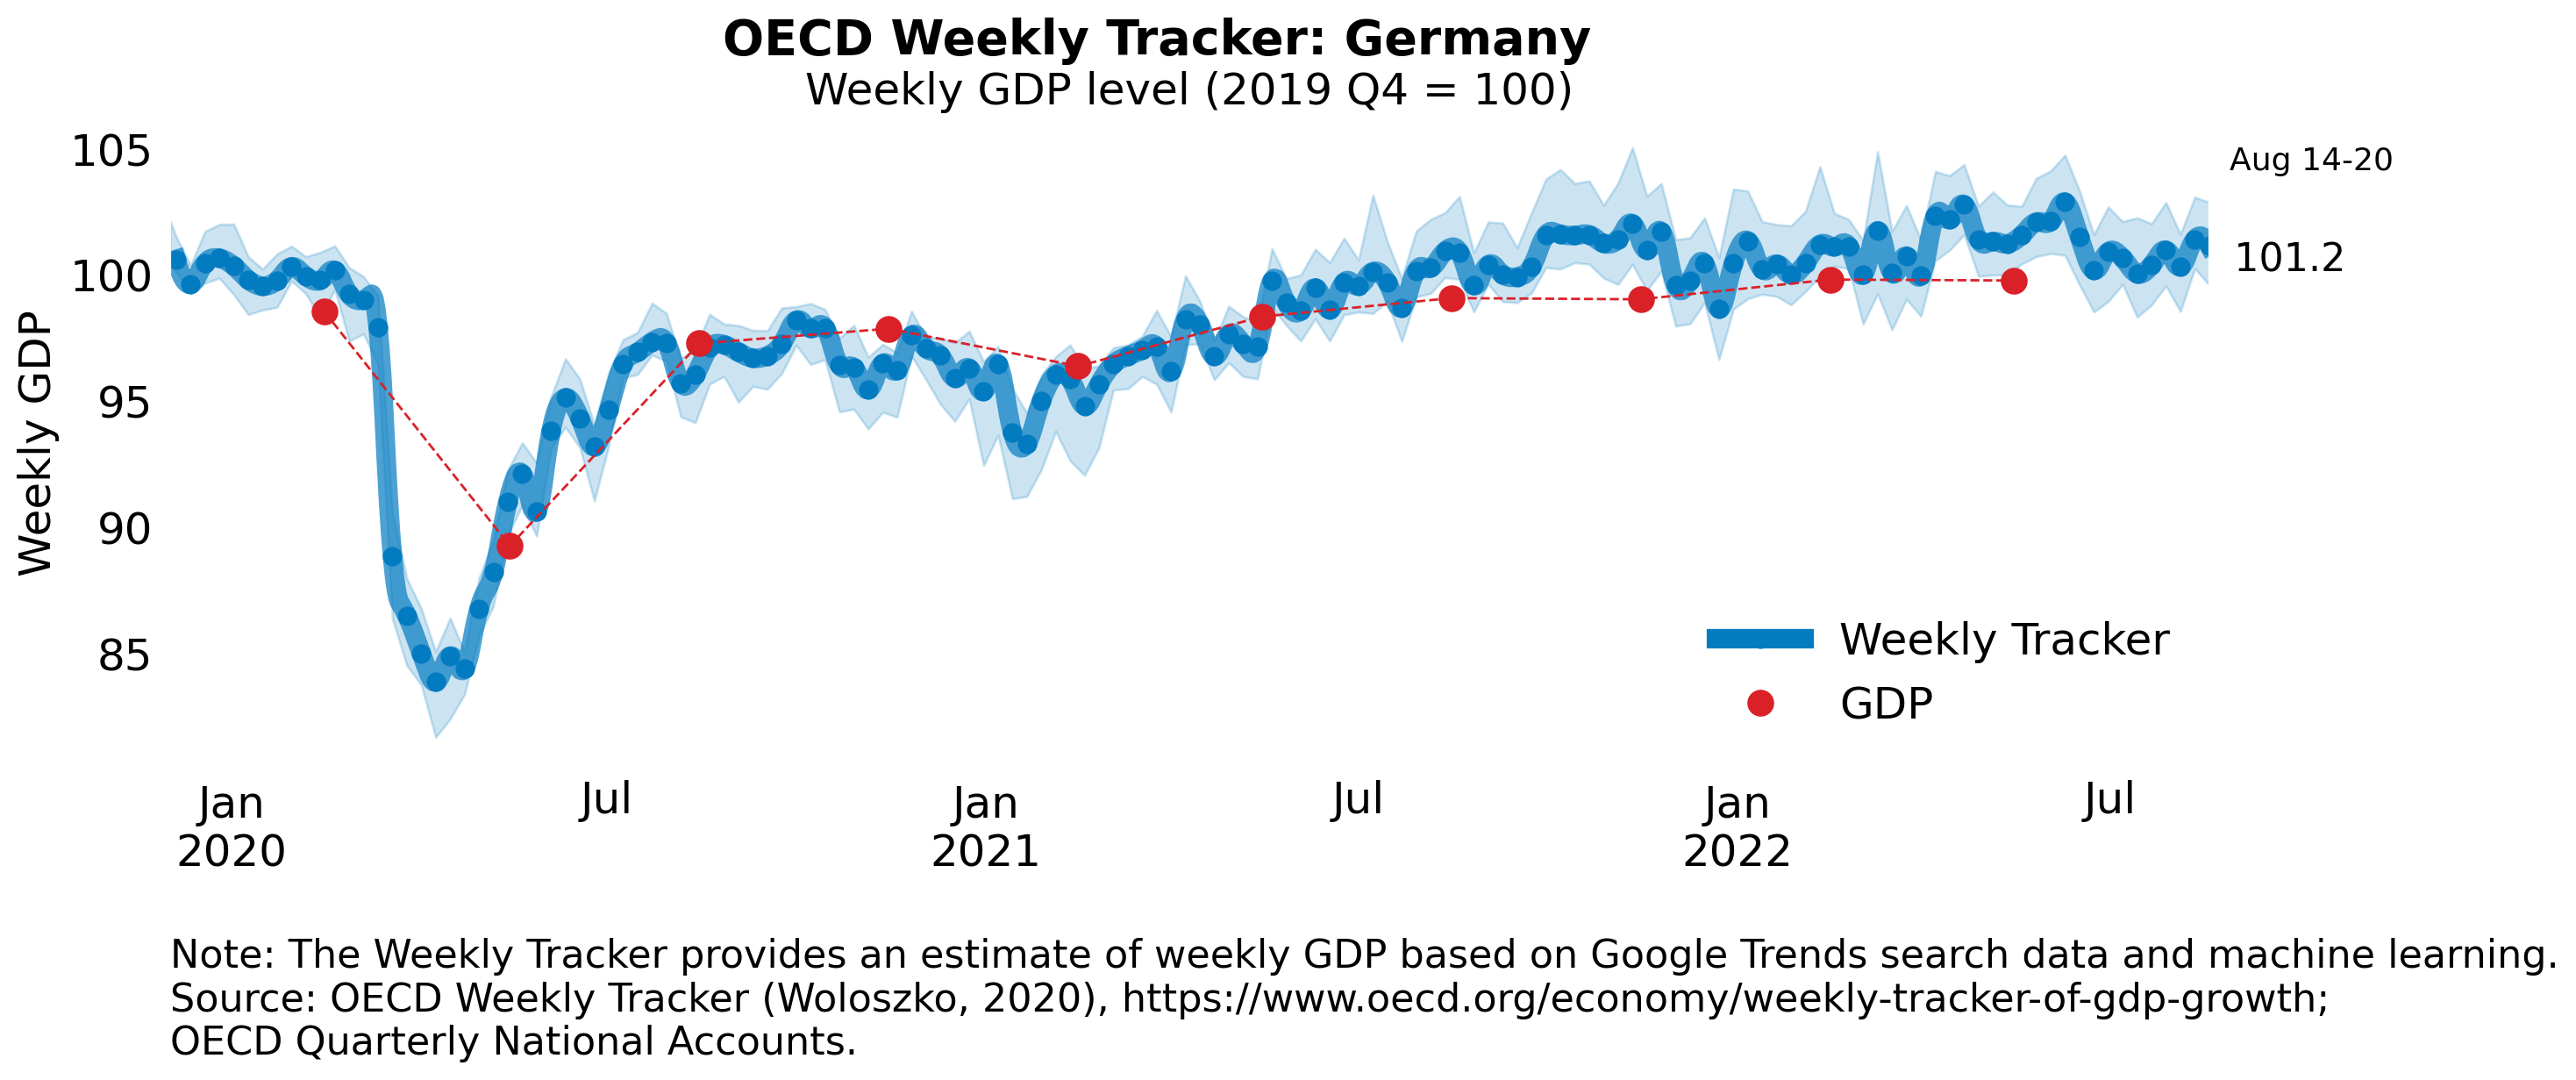 OECD Weekly Tracker: Germany
Weekly GDP level (2019 Q4 = 100)
105
100
95
90
85
Weekly GDP
Aug 14-20
101.2
Weekly Tracker
GDP
Jan
2020
Jul
Jan
2021
Jul
Jan
2022
Jul
Note: The Weekly Tracker provides an estimate of weekly GDP based on Google Trends search data and machine learning.
Source: OECD Weekly Tracker (Woloszko, 2020), https://www.oecd.org/economy/weekly-tracker-of-gdp-growth;
OECD Quarterly National Accounts.